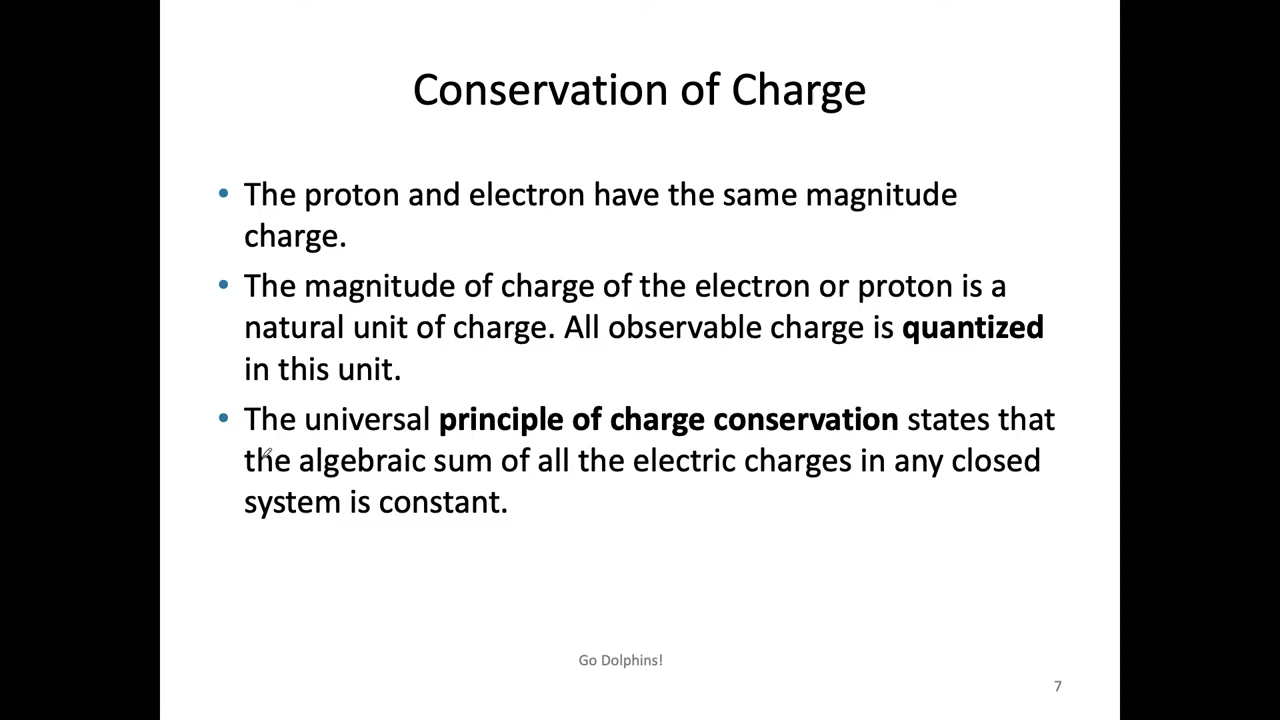 Conservation of Charge
• The proton and electron have the same magnitude
charge.
• The magnitude of charge of the electron or proton is a
natural unit of charge. All observable charge is quantized
in this unit.
• The universal principle of charge conservation states that
the algebraic sum of all the electric charges in any closed
system is constant.
Go Dolphins!
7